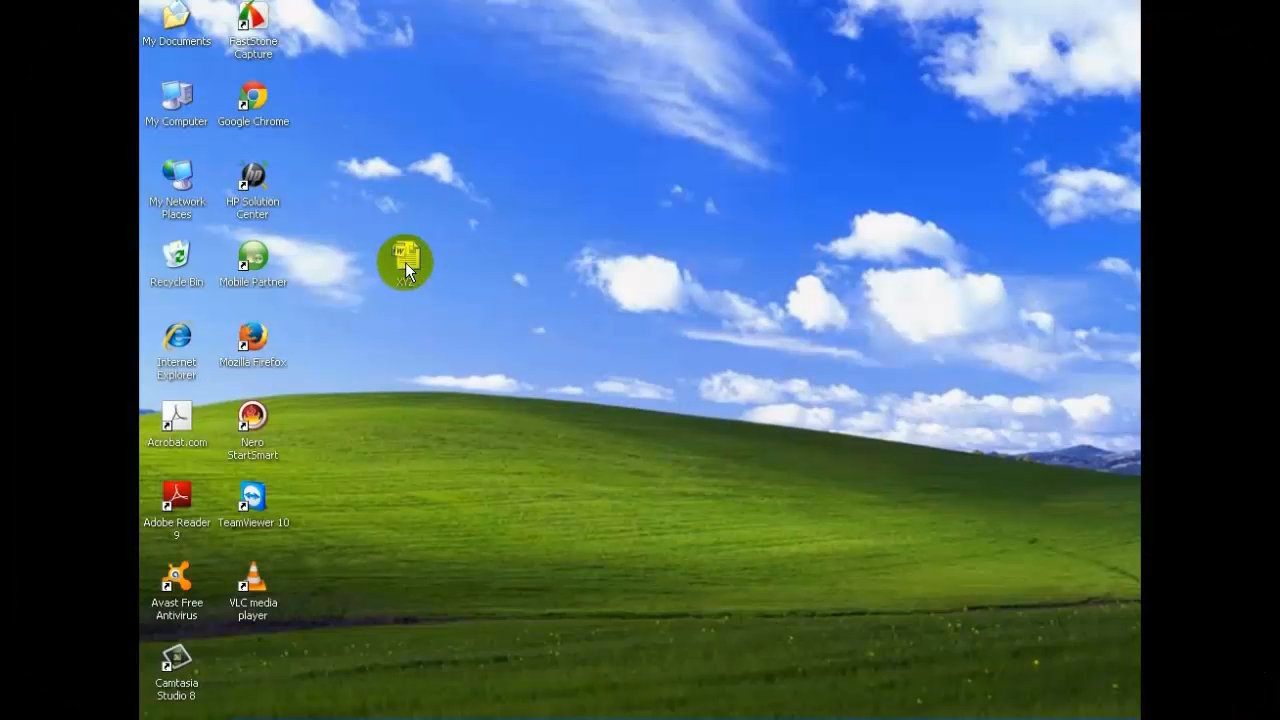 My Documents
FastStone
Capture
My Computer
Google Chrome
My Network
Places
HP Solution
Center
Recycle Bin
Mobile Partner
XYZ
Internet
Explorer
Mozilla Firefox
Acrobat.com
Nero
StartSmart
Adobe Reader
9
TeamViewer 10
Avast Free
Antivirus
VLC media
player
Camtasia
Studio 8